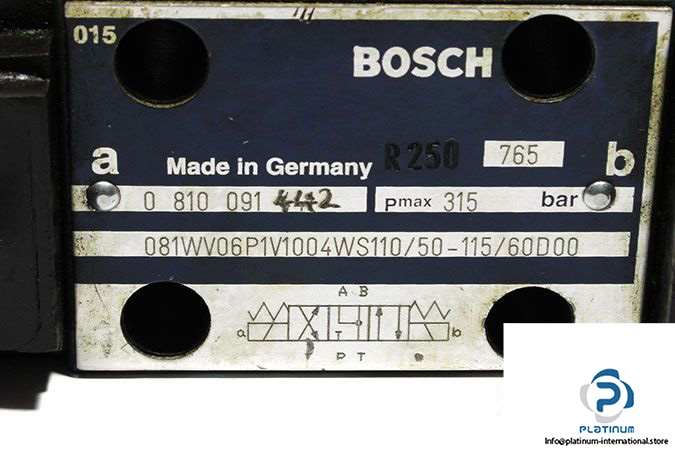 015
BOSCH
R250 765
a Made in Germany b
0 810 091 442 pmax 315 bar
081WV06P1V1004WS110/50-115/60D00
A B
a T b
P T
PLATINUM
Info@platinum-international.store